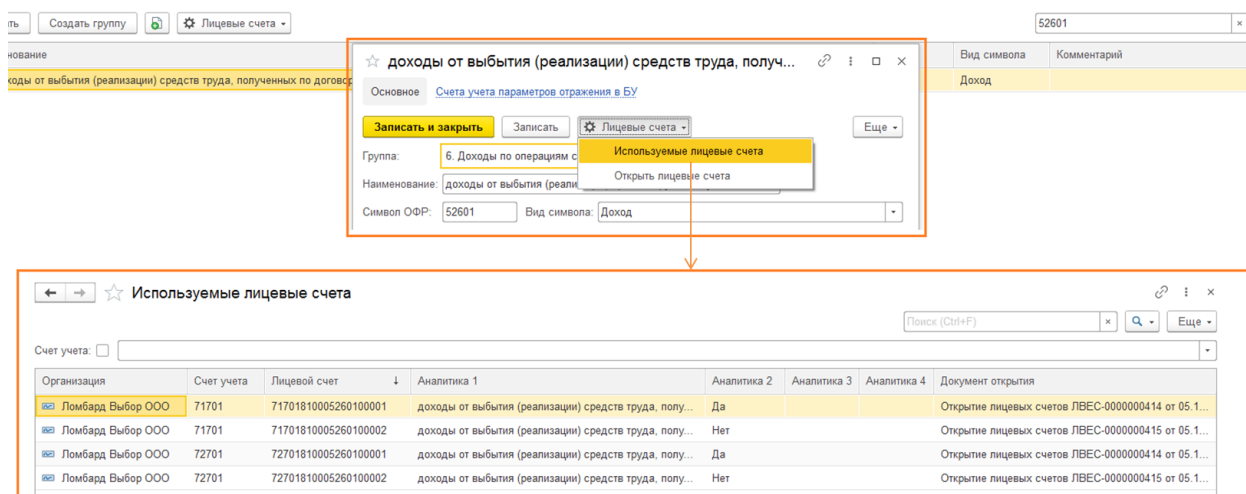 ть Создать группу Лицевые счета 52601 ×
нование Вид символа Комментарий
ходы от выбытия (реализации) средств труда, полученных по договор Доход
доходы от выбытия (реализации) средств труда, получ...
Основное Счета учета параметров отражения в БУ
Записать и закрыть Записать Лицевые счета Еще
Используемые лицевые счета
Группа: 6. Доходы по операциям с
Открыть лицевые счета
Наименование: доходы от выбытия (реали
Символ ОФР: 52601 Вид символа: Доход
Используемые лицевые счета
Поиск (Ctrl+F) × Еще
Счет учета:
Организация Счет учета Лицевой счет ↓ Аналитика 1 Аналитика 2 Аналитика 3 Аналитика 4 Документ открытия
Ломбард Выбор ООО 71701 71701810005260100001 доходы от выбытия (реализации) средств труда, полу... Да Открытие лицевых счетов ЛВЕС-0000000414 от 05.1...
Ломбард Выбор ООО 71701 71701810005260100002 доходы от выбытия (реализации) средств труда, полу... Нет Открытие лицевых счетов ЛВЕС-0000000415 от 05.1...
Ломбард Выбор ООО 72701 72701810005260100001 доходы от выбытия (реализации) средств труда, полу... Да Открытие лицевых счетов ЛВЕС-0000000414 от 05.1...
Ломбард Выбор ООО 72701 72701810005260100002 доходы от выбытия (реализации) средств труда, полу... Нет Открытие лицевых счетов ЛВЕС-0000000415 от 05.1...